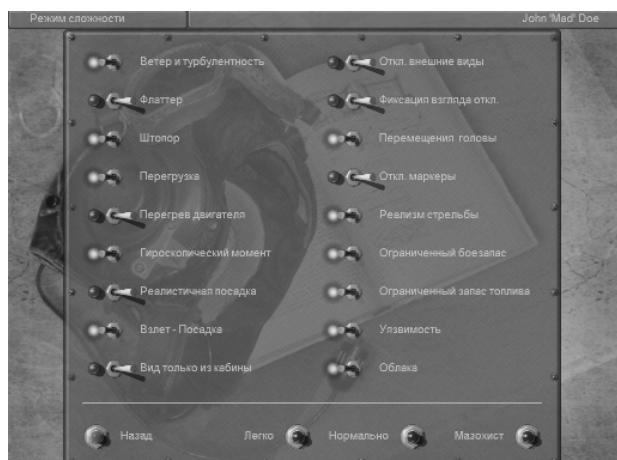 Режим сложности
John 'Mad' Doe
Ветер и турбулентность
Откл. внешние виды
Флаттер
Фиксация взгляда откл.
Штопор
Перемещения головы
Перегрузка
Откл. маркеры
Перегрев двигателя
Реализм стрельбы
Гироскопический момент
Ограниченный боезапас
Реалистичная посадка
Ограниченный запас топлива
Взлет - Посадка
Уязвимость
Вид только из кабины
Облака
Назад
Легко
Нормально
Мазохист